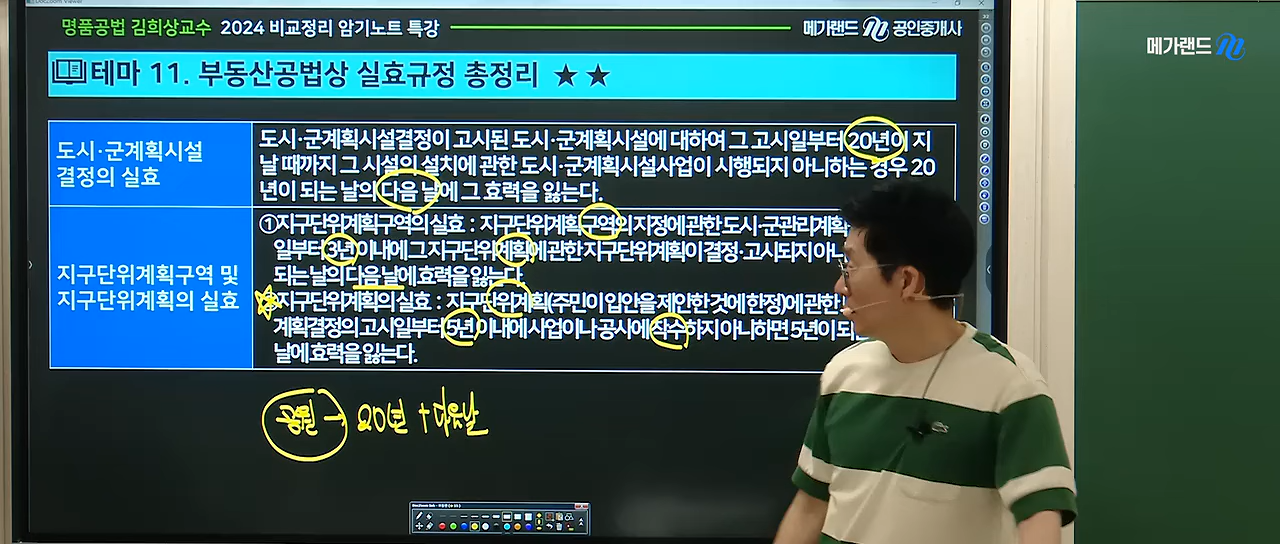 명품공법 김희상교수 2024 비교정리 암기노트 특강
메가랜드 공인중개사
메가랜드
테마 11. 부동산공법상 실효규정 총정리 ★★
도시·군계획시설
결정의 실효
도시·군계획시설결정이 고시된 도시·군계획시설에 대하여 그 고시일부터 20년이 지
날 때까지 그 시설의 설치에 관한 도시·군계획시설사업이 시행되지 아니하는 경우 20
년이 되는 날의 다음 날에 그 효력을 잃는다.
지구단위계획구역 및
지구단위계획의 실효
①지구단위계획구역의 실효 : 지구단위계획구역의 지정에 관한 도시·군관리계획
일부터 3년 이내에 그 지구단위계획에 관한 지구단위계획이 결정·고시되지 아니
되는 날의 다음 날에 효력을 잃는다.
지구단위계획의 실효 : 지구단위계획(주민이 입안을 제안한 것에 한정)에 관한
계획결정의 고시일부터 5년 이내에 사업이나 공사에 착수하지 아니하면 5년이 되는
날에 효력을 잃는다.
공원 → 20년 + 다음날